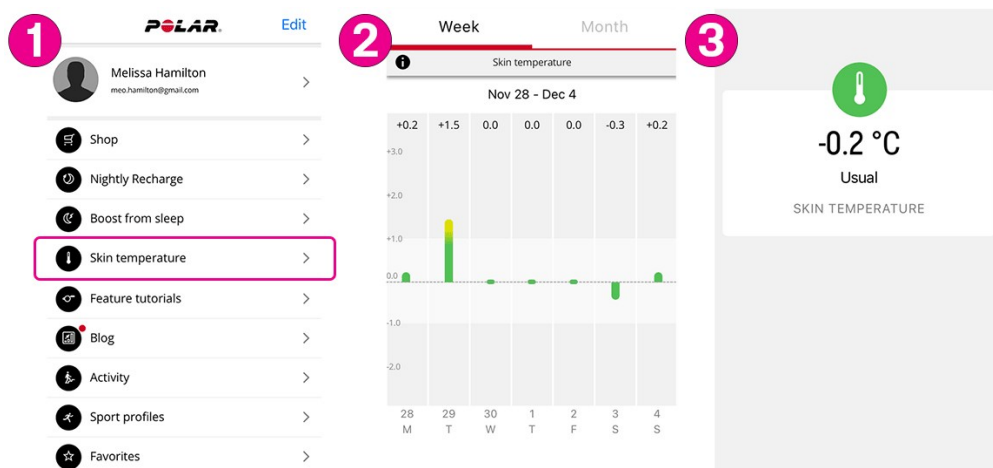 1
POLAR.
Edit
Melissa Hamilton
meo.hamilton@gmail.com
Shop
Nightly Recharge
Boost from sleep
Skin temperature
Feature tutorials
Blog
Activity
Sport profiles
Favorites
2
Week Month
Skin temperature
Nov 28 - Dec 4
+0.2 +1.5 0.0 0.0 0.0 -0.3 +0.2
+3.0
+2.0
+1.0
0.0
-1.0
-2.0
28 29 30 1 2 3 4
M T W T F S S
3
-0.2 °C
Usual
SKIN TEMPERATURE